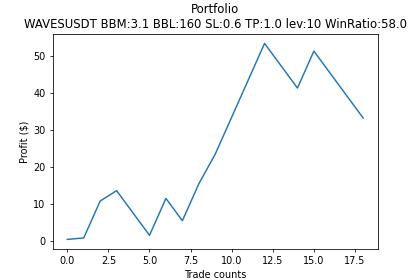 Portfolio
WAVESUSDT BBM:3.1 BBL:160 SL:0.6 TP:1.0 lev:10 WinRatio:58.0
50
40
30
20
10
0
Profit ($)
0.0 2.5 5.0 7.5 10.0 12.5 15.0 17.5
Trade counts